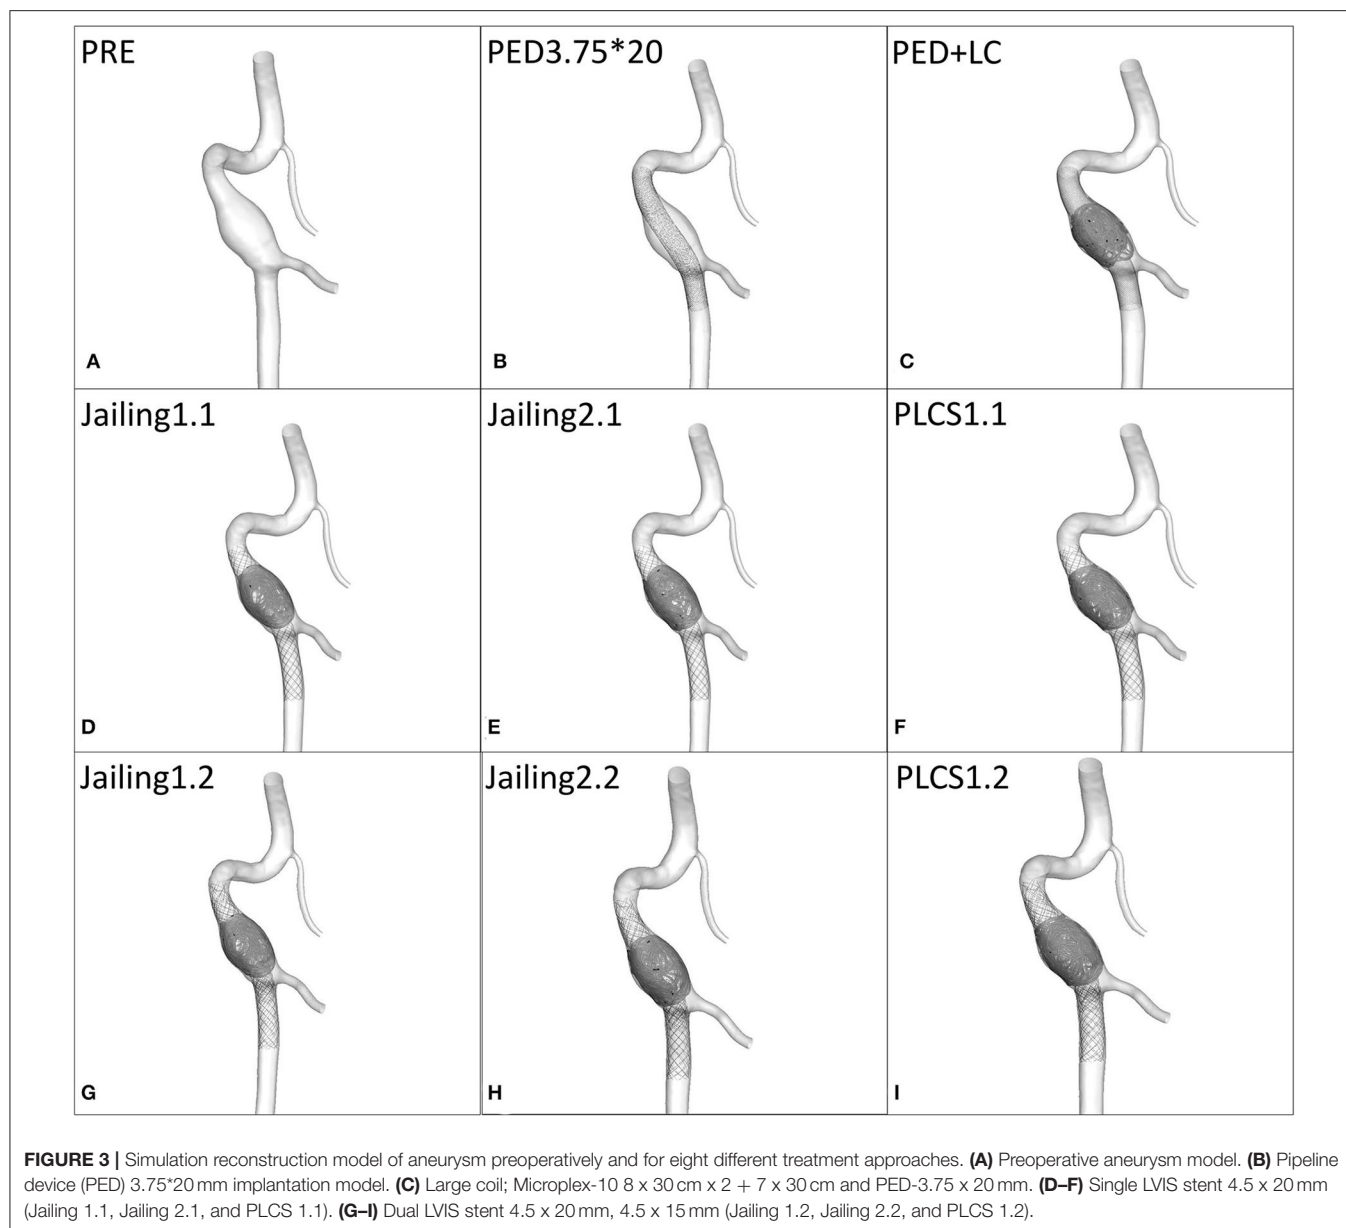 PRE
PED3.75*20
PED+LC
A
B
C
Jailing1.1
Jailing2.1
PLCS1.1
D
E
F
Jailing1.2
Jailing2.2
PLCS1.2
G
H
I
FIGURE 3 | Simulation reconstruction model of aneurysm preoperatively and for eight different treatment approaches. (A) Preoperative aneurysm model. (B) Pipeline
device (PED) 3.75*20 mm implantation model. (C) Large coil; Microplex-10 8 x 30 cm x 2 + 7 x 30 cm and PED-3.75 x 20 mm. (D–F) Single LVIS stent 4.5 x 20 mm
(Jailing 1.1, Jailing 2.1, and PLCS 1.1). (G–I) Dual LVIS stent 4.5 x 20 mm, 4.5 x 15 mm (Jailing 1.2, Jailing 2.2, and PLCS 1.2).